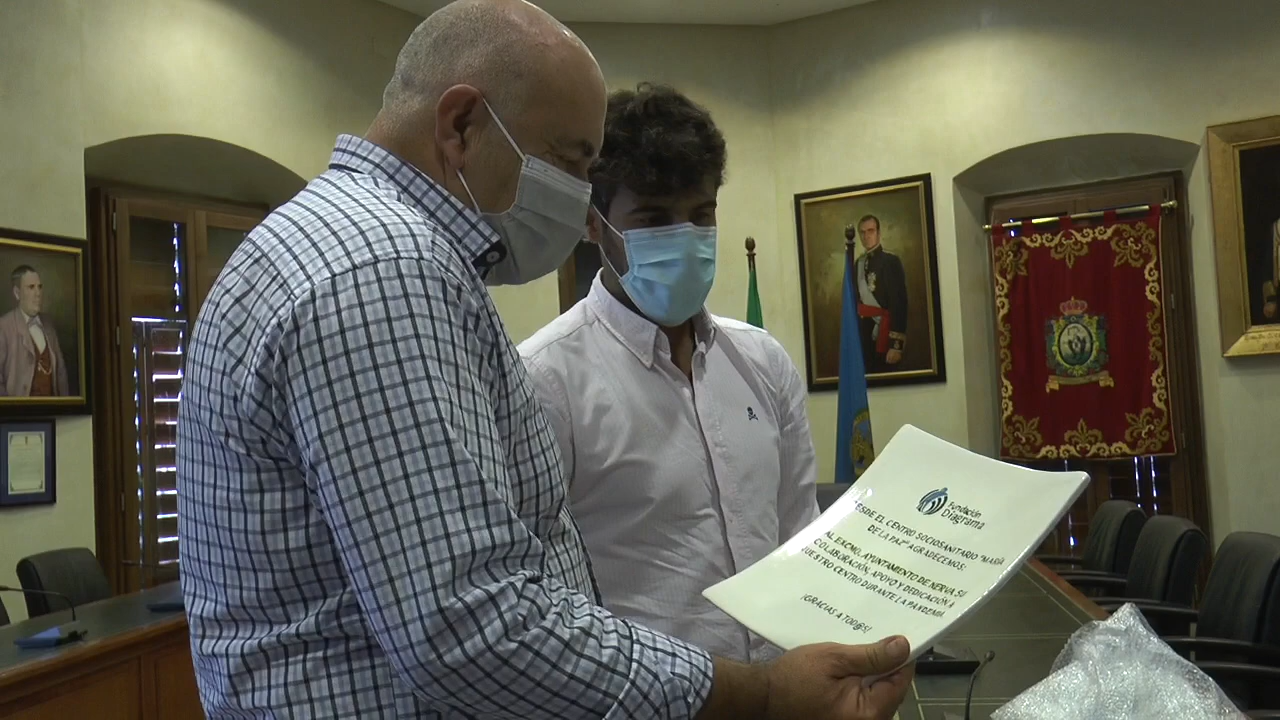 Fundación
Diagrama
DESDE EL CENTRO SOCIOSANITARIO "MARÍA
DE LA PAZ" AGRADECEMOS:
AL EXCMO. AYUNTAMIENTO DE NERVA SU
COLABORACIÓN, APOYO Y DEDICACIÓN A
NUESTRO CENTRO DURANTE LA PANDEMIA
¡GRACIAS A TOD@S!